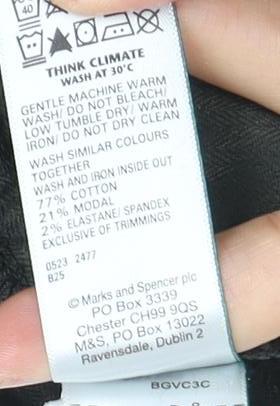 40
THINK CLIMATE
WASH AT 30°C
GENTLE MACHINE WARM
WASH/ DO NOT BLEACH/
LOW TUMBLE DRY/ WARM
IRON/ DO NOT DRY CLEAN
WASH SIMILAR COLOURS
TOGETHER
WASH AND IRON INSIDE OUT
77% COTTON
21% MODAL
2% ELASTANE/ SPANDEX
EXCLUSIVE OF TRIMMINGS
0523 2477
B25
©Marks and Spencer plc
PO Box 3339
Chester CH99 9QS
M&S, PO Box 13022
Ravensdale, Dublin 2
BGVC3C